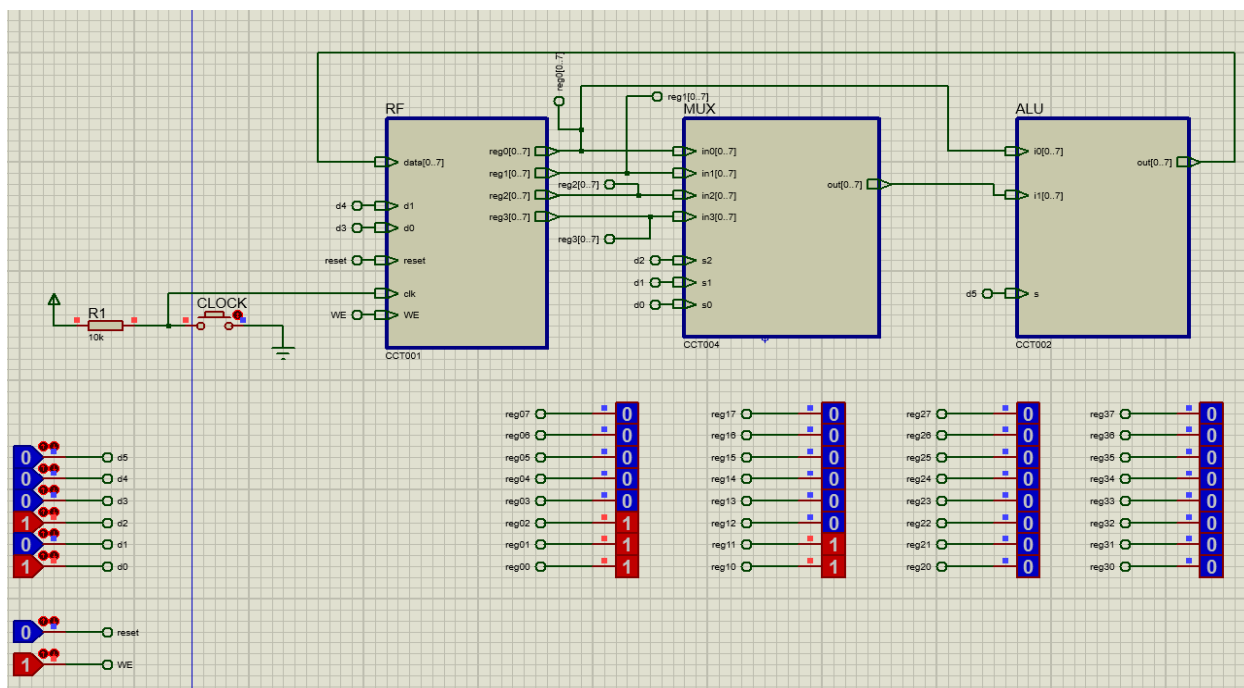 reg0[0..7]
reg1[0..7]
RF
MUX
ALU
data[0..7]
reg0[0..7]
in0[0..7]
i0[0..7]
out[0..7]
reg1[0..7]
in1[0..7]
reg2[0..7]
out[0..7]
reg2[0..7]
in2[0..7]
i1[0..7]
d4 d1
reg3[0..7]
in3[0..7]
d3 d0
reg3[0..7]
reset reset
d2 s2
d1 s1
clk
d5 s
d0 s0
CLOCK
R1
WE WE
10k
CCT001
CCT004
CCT002
reg07 0 reg17 0 reg27 0 reg37 0
reg06 0 reg16 0 reg26 0 reg36 0
0 d5 reg05 0 reg15 0 reg25 0 reg35 0
0 d4 reg04 0 reg14 0 reg24 0 reg34 0
0 d3 reg03 0 reg13 0 reg23 0 reg33 0
1 d2 reg02 1 reg12 0 reg22 0 reg32 0
0 d1 reg01 1 reg11 1 reg21 0 reg31 0
1 d0 reg00 1 reg10 1 reg20 0 reg30 0
0 reset
1 WE